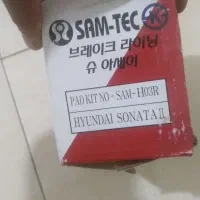 SAM-TEC
브레이크 라이닝
슈 아세이
PAD KIT NO - SAM-H03R
HYUNDAI SONATA II